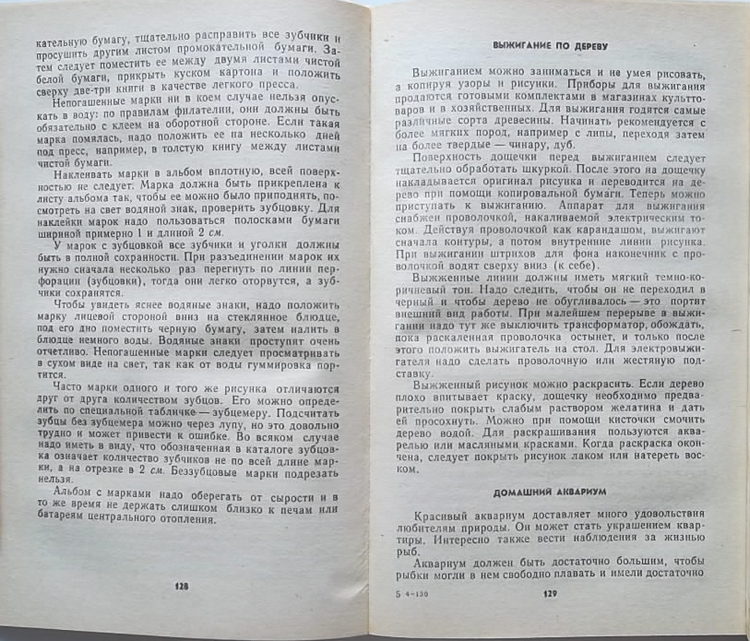 кательную бумагу, тщательно расправить все зубчики и
просушить другим листом промокательной бумаги. За-
тем следует поместить ее между двумя листами чистой
белой бумаги, прикрыть куском картона и положить
сверху две-три книги в качестве легкого пресса.
Непогашенные марки ни в коем случае нельзя опус-
кать в воду: по правилам филателии, они должны быть
обязательно с клеем на оборотной стороне. Если такая
марка помялась, надо положить ее на несколько дней
под пресс, например, в толстую книгу между листами
чистой бумаги.
Наклеивать марки в альбом вплотную, всей поверх-
ностью не следует. Марка должна быть прикреплена к
листу альбома так, чтобы ее можно было приподнять, по-
смотреть на свет водяной знак, проверить зубцовку. Для
наклейки марок надо пользоваться полосками бумаги
шириной примерно 1 и длиной 2 см.
У марок с зубцовкой все зубчики и уголки должны
быть в полной сохранности. При разъединении марок их
нужно сначала несколько раз перегнуть по линии пер-
форации (зубцовки), тогда они легко оторвутся, а зуб-
чики сохранятся.
Чтобы увидеть яснее водяные знаки, надо положить
марку лицевой стороной вниз на стеклянное блюдце,
под его дно поместить черную бумагу, затем налить в
блюдце немного воды. Водяные знаки проступят очень
отчетливо. Непогашенные марки следует просматривать
в сухом виде на свет, так как от воды гуммировка пор-
тится.
Часто марки одного и того же рисунка отличаются
друг от друга количеством зубцов. Его можно опреде-
лить по специальной табличке — зубцемеру. Подсчитать
зубцы без зубцемера можно через лупу, но это довольно
трудно и может привести к ошибке. Во всяком случае
надо иметь в виду, что обозначенная в каталоге зубцов-
ка означает количество зубчиков не по всей длине мар-
ки, а на отрезке в 2 см. Беззубцовые марки подрезать
нельзя.
Альбом с марками надо оберегать от сырости и в
то же время не держать слишком близко к печам или
батареям центрального отопления.
128
ВЫЖИГАНИЕ ПО ДЕРЕВУ
Выжиганием можно заниматься и не умея рисовать,
а копируя узоры и рисунки. Приборы для выжигания
продаются готовыми комплектами в магазинах культто-
варов и в хозяйственных. Для выжигания годятся самые
различные сорта древесины. Начинать рекомендуется с
более мягких пород, например с липы, переходя затем
на более твердые — чинару, дуб.
Поверхность дощечки перед выжиганием следует
тщательно обработать шкуркой. После этого на дощечку
накладывается оригинал рисунка и переводится на де-
рево при помощи копировальной бумаги. Теперь можно
приступать к выжиганию. Аппарат для выжигания
снабжен проволочкой, накаливаемой электрическим то-
ком. Действуя проволочкой как карандашом, выжигают
сначала контуры, а потом внутренние линии рисунка.
При выжигании штрихов для фона наконечник с про-
волочкой водят сверху вниз (к себе).
Выжженные линии должны иметь мягкий темно-ко-
ричневый тон. Надо следить, чтобы он не переходил в
черный и чтобы дерево не обугливалось — это портит
внешний вид работы. При малейшем перерыве в выжи-
гании надо тут же выключить трансформатор, обождать,
пока раскаленная проволочка остынет, и только после
этого положить выжигатель на стол. Для электровыжи-
гателя надо сделать проволочную или жестяную под-
ставку.
Выжженный рисунок можно раскрасить. Если дерево
плохо впитывает краску, дощечку необходимо предва-
рительно покрыть слабым раствором желатина и дать
ей просохнуть. Можно при помощи кисточки смочить
дерево водой. Для раскрашивания пользуются аква-
релью или масляными красками. Когда раскраска окон-
чена, следует покрыть рисунок лаком или натереть вос-
ком.
ДОМАШНИЙ АКВАРИУМ
Красивый аквариум доставляет много удовольствия
любителям природы. Он может стать украшением квар-
тиры. Интересно также вести наблюдения за жизнью
рыб.
Аквариум должен быть достаточно большим, чтобы
рыбки могли в нем свободно плавать и имели достаточно
5 4—130
129